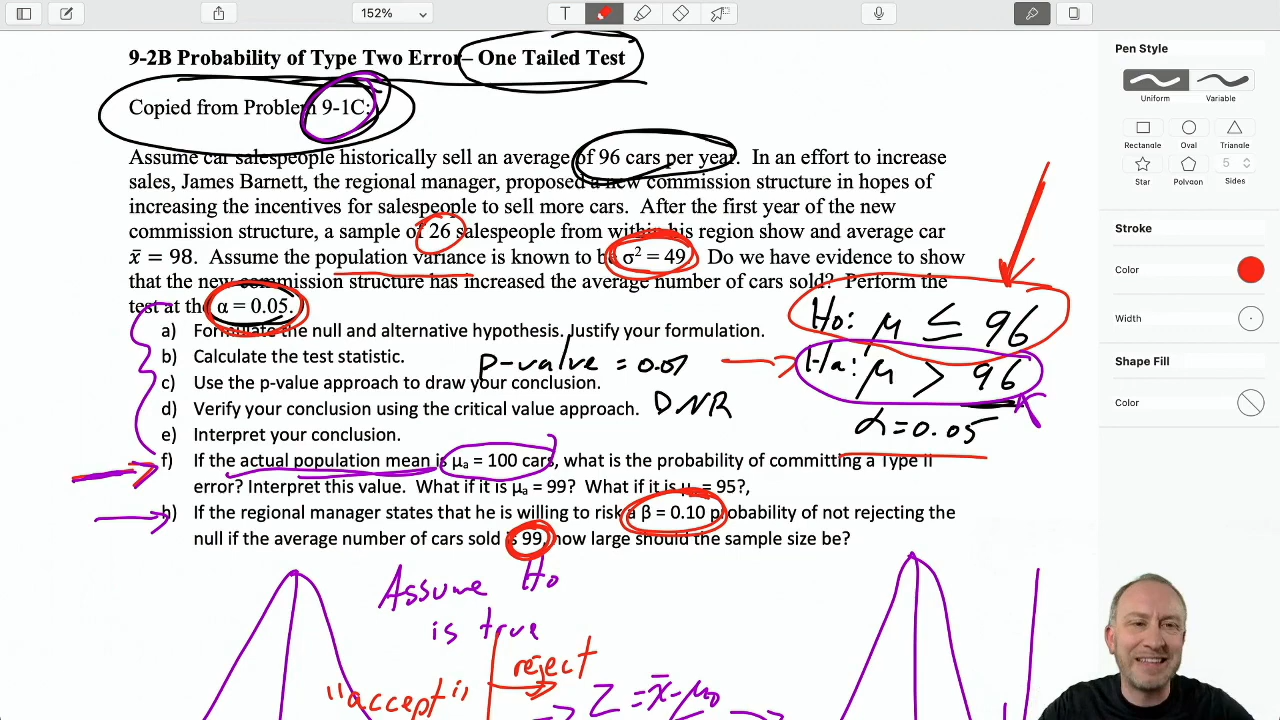 152%
T
9-2B Probability of Type Two Error– One Tailed Test
Copied from Problem 9-1C:
Assume car salespeople historically sell an average of 96 cars per year. In an effort to increase
sales, James Barnett, the regional manager, proposed a new commission structure in hopes of
increasing the incentives for salespeople to sell more cars. After the first year of the new
commission structure, a sample of 26 salespeople from within his region show and average car
x̄ = 98. Assume the population variance is known to be σ² = 49. Do we have evidence to show
that the new commission structure has increased the average number of cars sold? Perform the
test at the α = 0.05.
a) Formulate the null and alternative hypothesis. Justify your formulation.
b) Calculate the test statistic.
c) Use the p-value approach to draw your conclusion.
d) Verify your conclusion using the critical value approach.
e) Interpret your conclusion.
f) If the actual population mean is μₐ = 100 cars, what is the probability of committing a Type II
error? Interpret this value. What if it is μₐ = 99? What if it is μₐ = 95?,
h) If the regional manager states that he is willing to risk a β = 0.10 probability of not rejecting the
null if the average number of cars sold is 99, how large should the sample size be?
Ho: μ ≤ 96
Ha: μ > 96
α = 0.05
p-value = 0.07
DNR
Assume Ho
is true
reject
"accept"
Z = x̄ - μ₀
Pen Style
Uniform
Variable
Rectangle
Oval
Triangle
Star
Polygon
5
Sides
Stroke
Color
Width
Shape Fill
Color